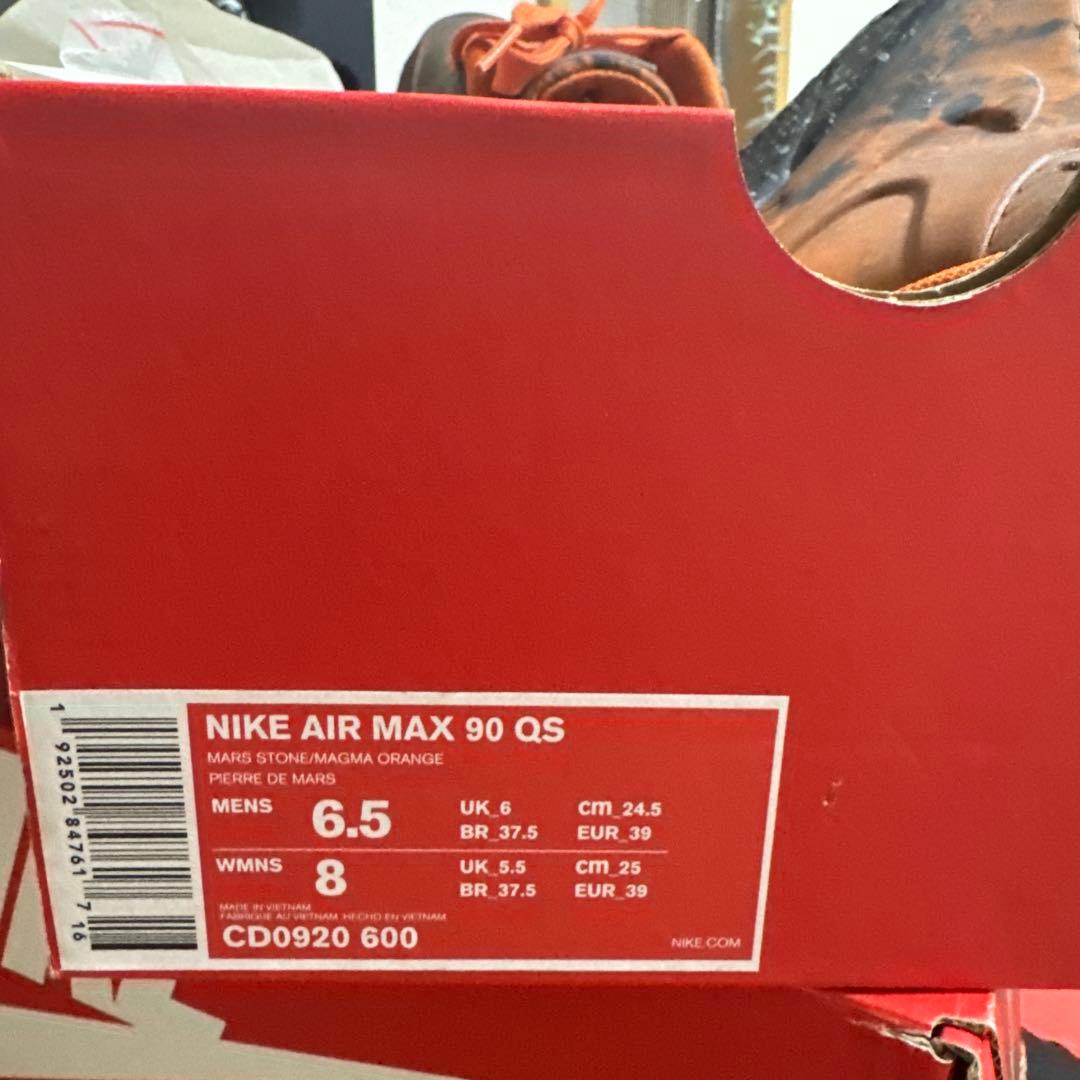 NIKE AIR MAX 90 QS
MARS STONE/MAGMA ORANGE
PIERRE DE MARS
MENS 6.5 UK_6 cm_24.5
BR_37.5 EUR_39
WMNS 8 UK_5.5 cm_25
BR_37.5 EUR_39
MADE IN VIETNAM
FABRIQUE AU VIETNAM HECHO EN VIETNAM
CD0920 600
NIKE.COM
1 92502 84761 7 16